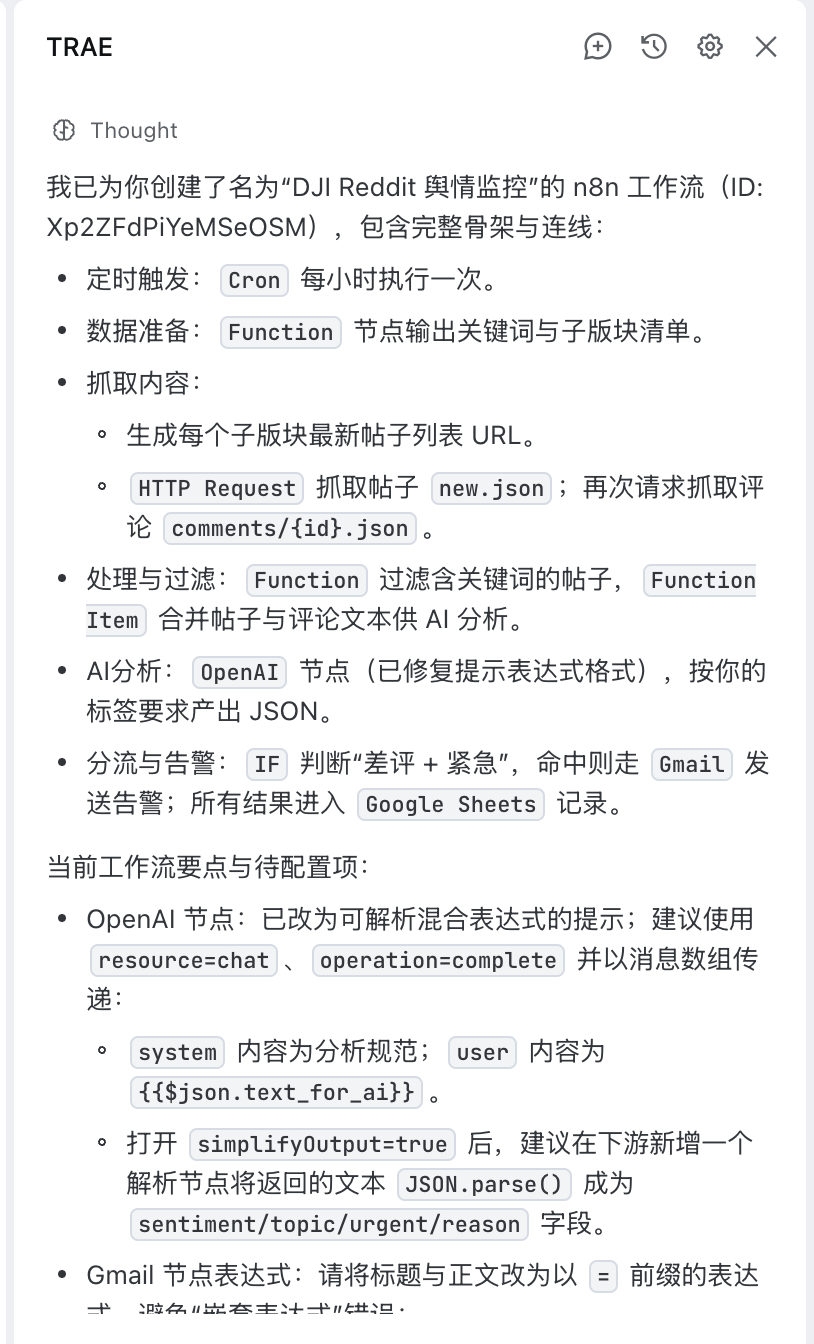 TRAE
Thought
我已为你创建了名为“DJI Reddit 舆情监控”的 n8n 工作流（ID:
Xp2ZFdPiYeMSeOSM），包含完整骨架与连线：
• 定时触发： Cron 每小时执行一次。
• 数据准备： Function 节点输出关键词与子版块清单。
• 抓取内容：
◦ 生成每个子版块最新帖子列表 URL。
◦ HTTP Request 抓取帖子 new.json ；再次请求抓取评
论 comments/{id}.json 。
• 处理与过滤： Function 过滤含关键词的帖子， Function
Item 合并帖子与评论文本供 AI 分析。
• AI分析： OpenAI 节点（已修复提示表达式格式），按你的
标签要求产出 JSON。
• 分流与告警： IF 判断“差评 + 紧急”，命中则走 Gmail 发
送告警；所有结果进入 Google Sheets 记录。
当前工作流要点与待配置项：
• OpenAI 节点：已改为可解析混合表达式的提示；建议使用
resource=chat 、 operation=complete 并以消息数组传
递：
◦ system 内容为分析规范； user 内容为
{{$json.text_for_ai}} 。
◦ 打开 simplifyOutput=true 后，建议在下游新增一个
解析节点将返回的文本 JSON.parse() 成为
sentiment/topic/urgent/reason 字段。
• Gmail 节点表达式：请将标题与正文改为以 = 前缀的表达
式，避免“嵌套表达式”错误：